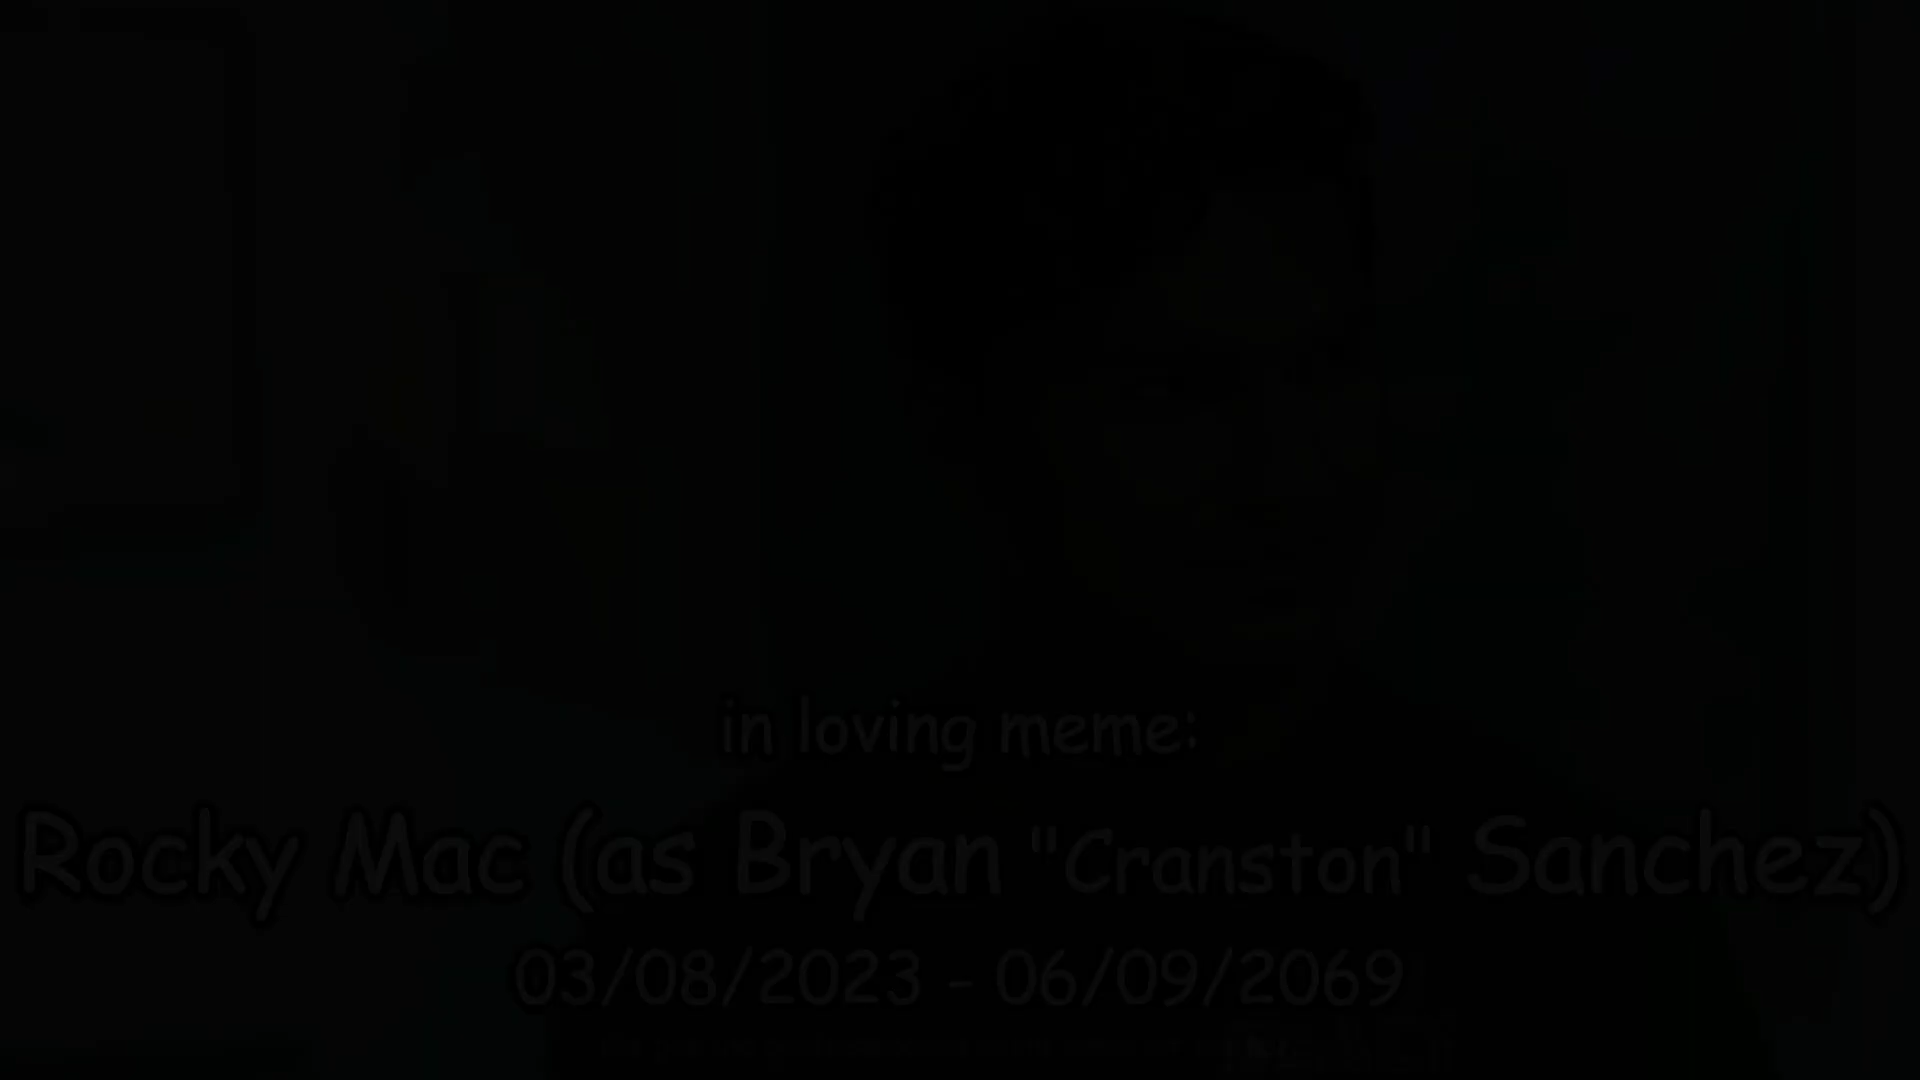 in loving meme:
Rocky Mac (as Bryan "Cranston" Sanchez)
03/08/2023 - 06/09/2069